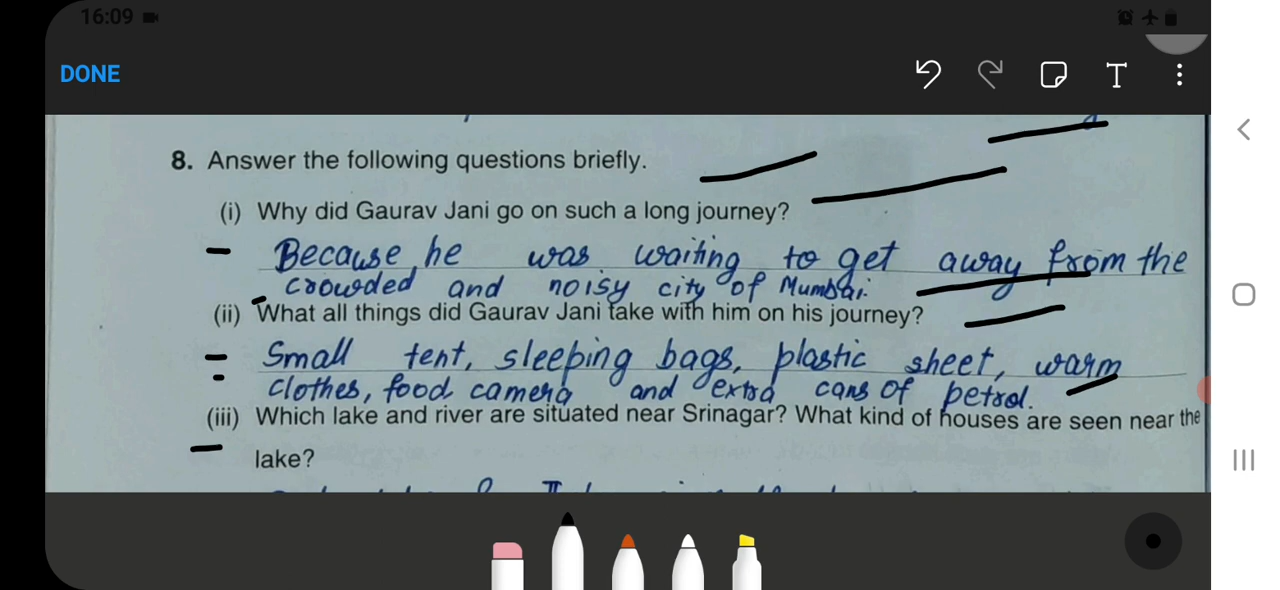 16:09
DONE
T
8. Answer the following questions briefly.
(i) Why did Gaurav Jani go on such a long journey?
Because he was waiting to get away from the
crowded and noisy city of Mumbai.
(ii) What all things did Gaurav Jani take with him on his journey?
Small tent, sleeping bags, plastic sheet, warm
clothes, food camera and extra cans of petrol.
(iii) Which lake and river are situated near Srinagar? What kind of houses are seen near the
lake?